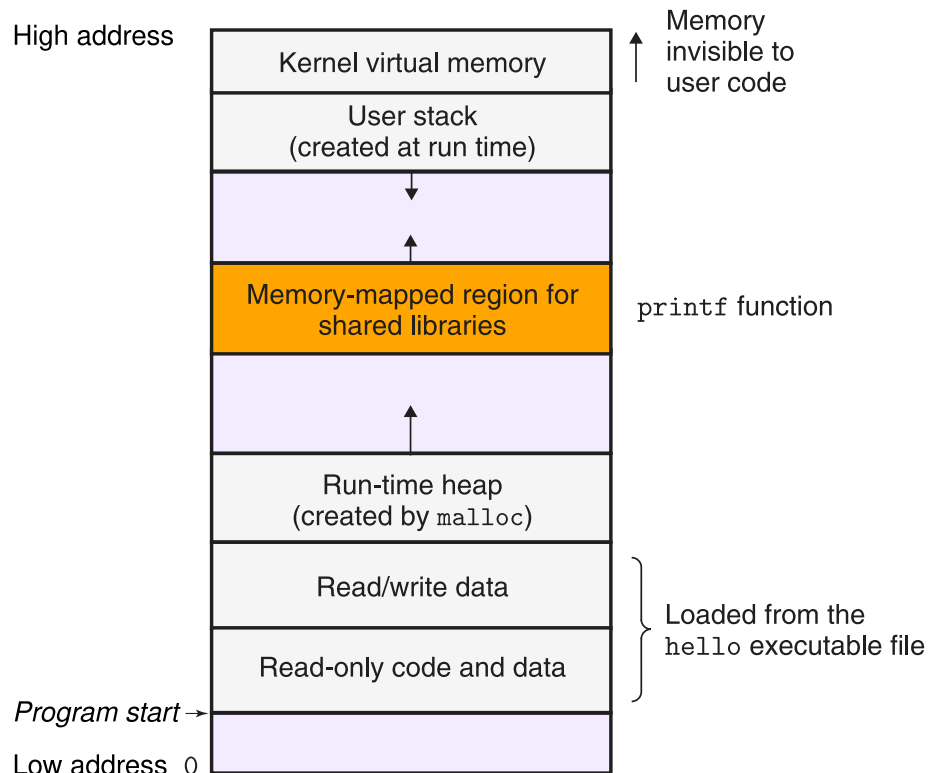 High address
Kernel virtual memory
Memory
invisible to
user code
User stack
(created at run time)
Memory-mapped region for
shared libraries
printf function
Run-time heap
(created by malloc)
Read/write data
Read-only code and data
Loaded from the
hello executable file
Program start
Low address 0